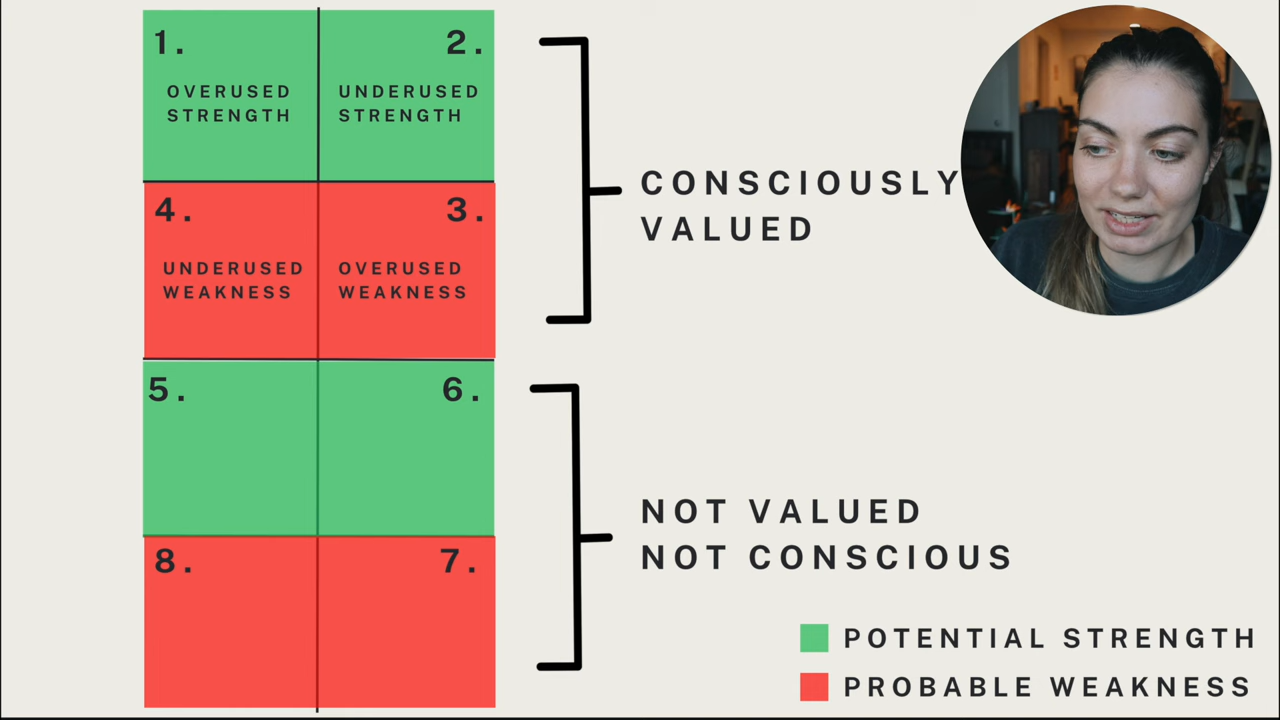 1.
2.
OVERUSED
STRENGTH
UNDERUSED
STRENGTH
4.
3.
UNDERUSED
WEAKNESS
OVERUSED
WEAKNESS
CONSCIOUSLY
VALUED
5.
6.
8.
7.
NOT VALUED
NOT CONSCIOUS
POTENTIAL STRENGTH
PROBABLE WEAKNESS